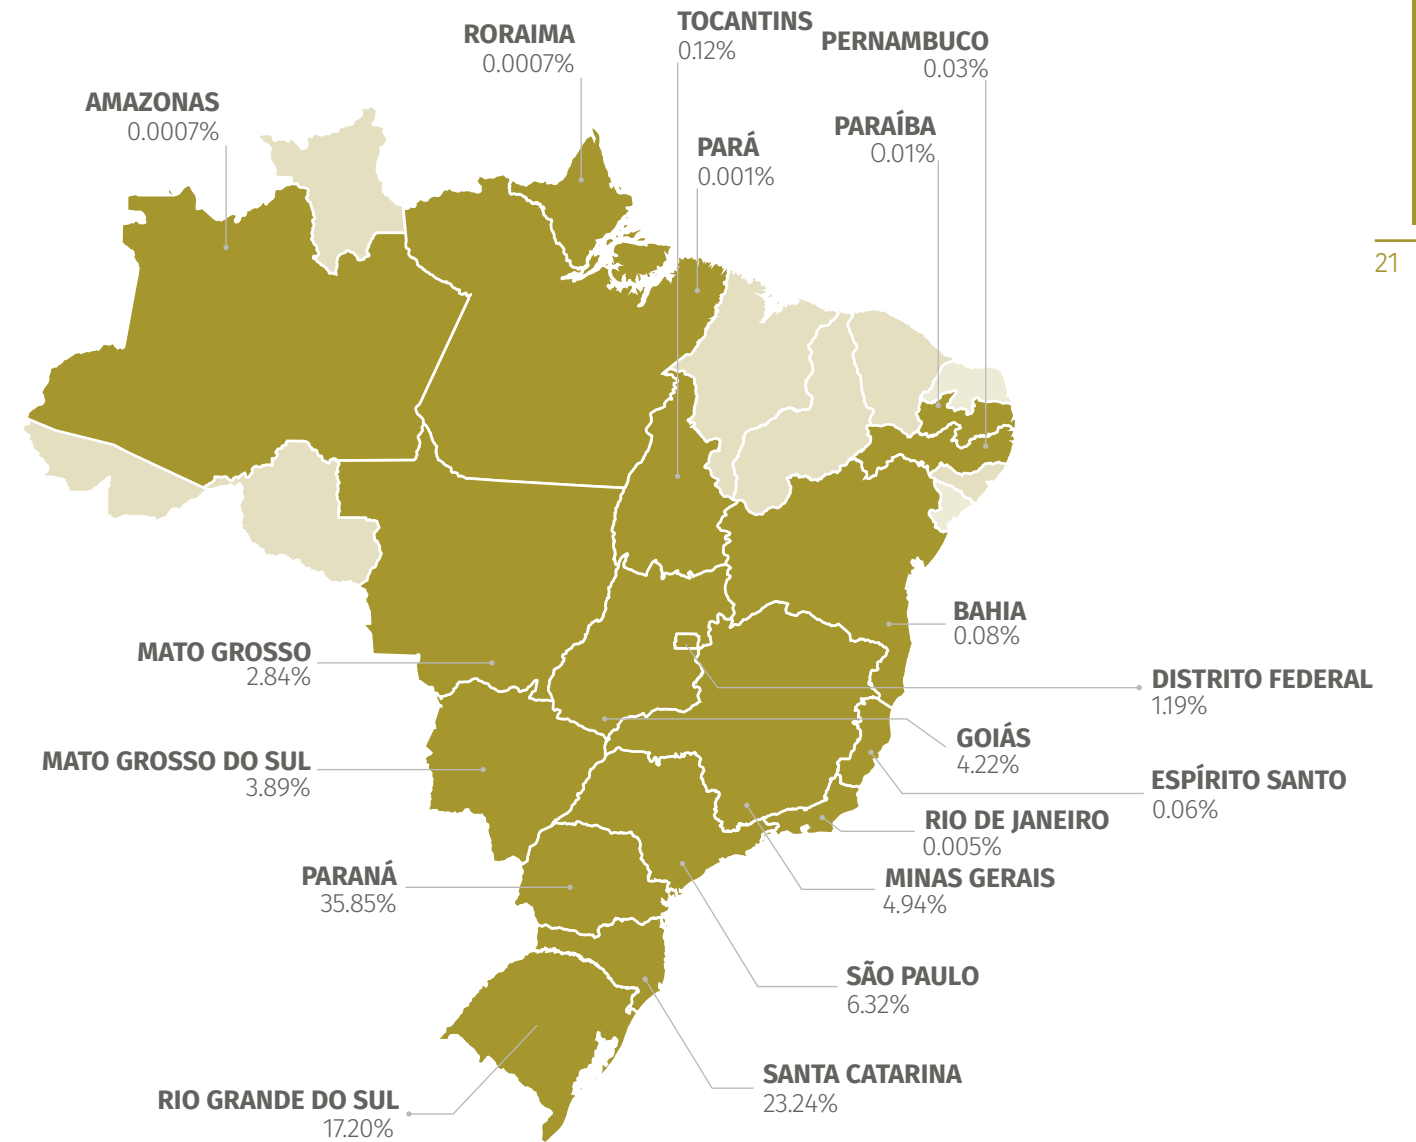 TOCANTINS
0.12%
RORAIMA
0.0007%
PERNAMBUCO
0.03%
AMAZONAS
0.0007%
PARAÍBA
0.01%
PARÁ
0.001%
21
BAHIA
0.08%
MATO GROSSO
2.84%
DISTRITO FEDERAL
1.19%
GOIÁS
4.22%
MATO GROSSO DO SUL
3.89%
ESPÍRITO SANTO
0.06%
RIO DE JANEIRO
0.005%
PARANÁ
35.85%
MINAS GERAIS
4.94%
SÃO PAULO
6.32%
SANTA CATARINA
23.24%
RIO GRANDE DO SUL
17.20%